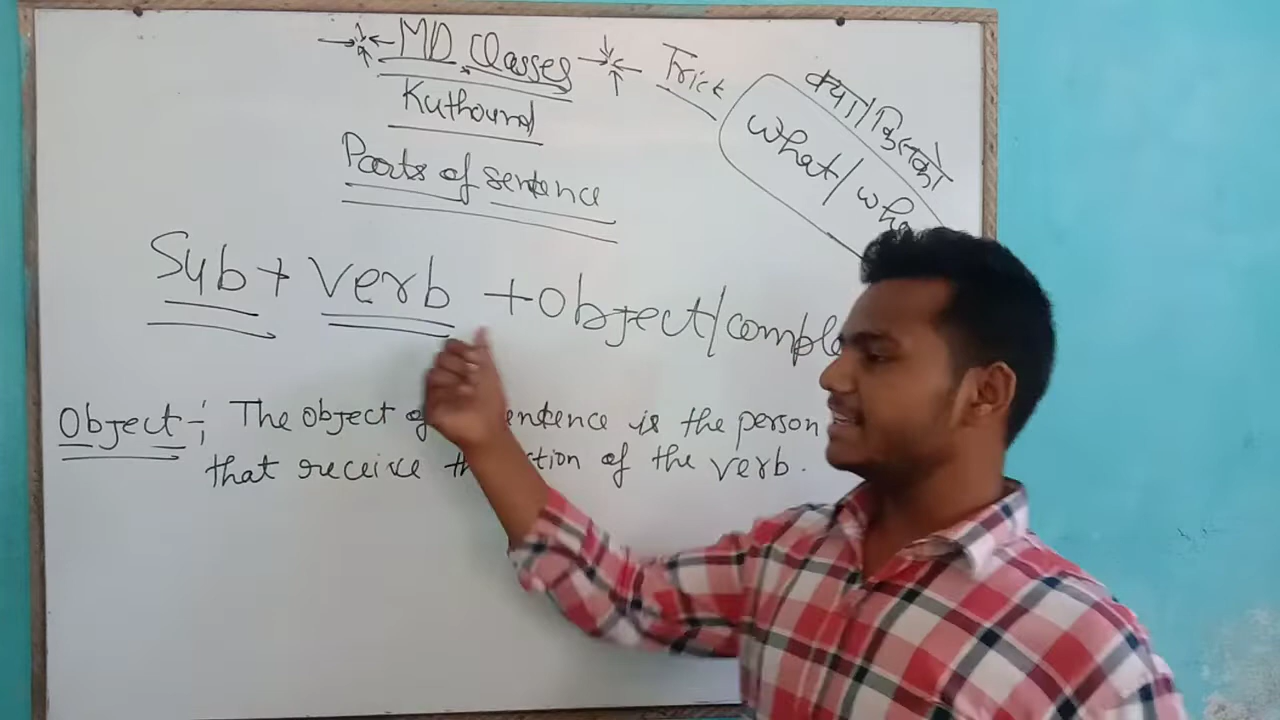 MD Classes
Trick
Kuthound
क्या/किसको
what/
Parts of sentence
Sub + verb + object/comple
Object :- The object of sentence is the person
that receive the action of the verb.